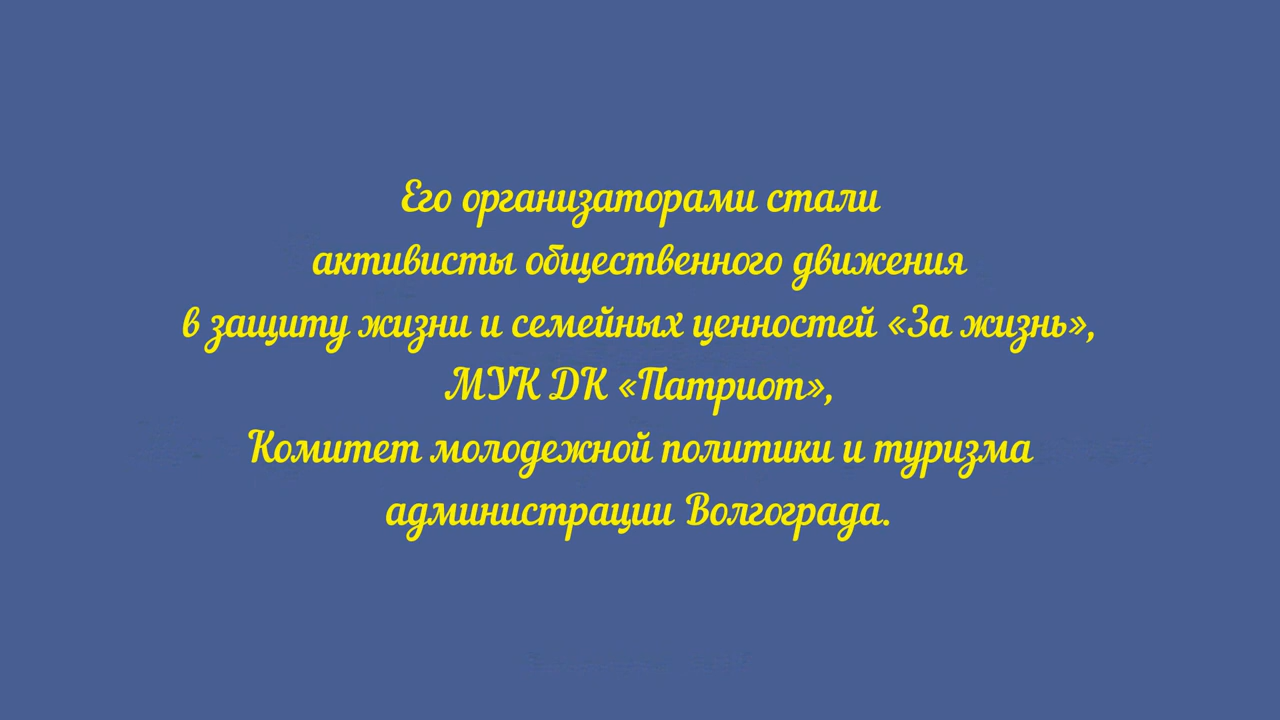 Его организаторами стали
активисты общественного движения
в защиту жизни и семейных ценностей «За жизнь»,
МУК ДК «Патриот»,
Комитет молодежной политики и туризма
администрации Волгограда.